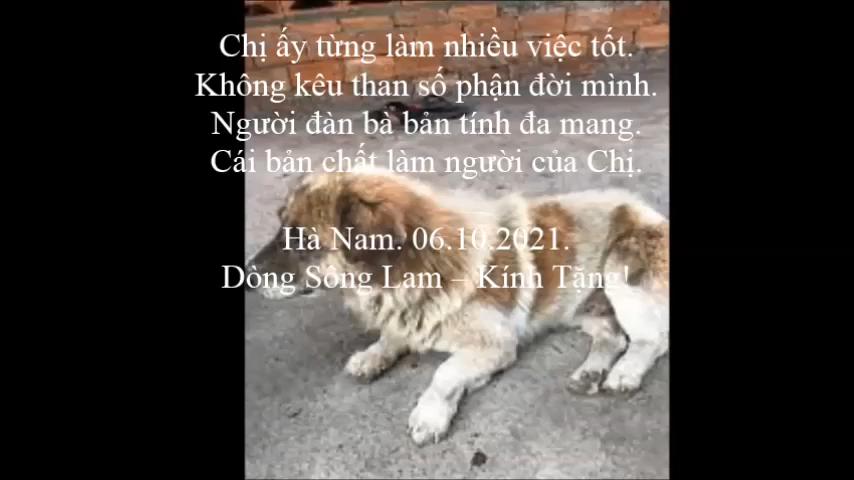 Chị ấy từng làm nhiều việc tốt.
Không kêu than số phận đời mình.
Người đàn bà bản tính đa mang.
Cái bản chất làm người của Chị.
Hà Nam. 06.10.2021.
Dòng Sông Lam – Kính Tặng!